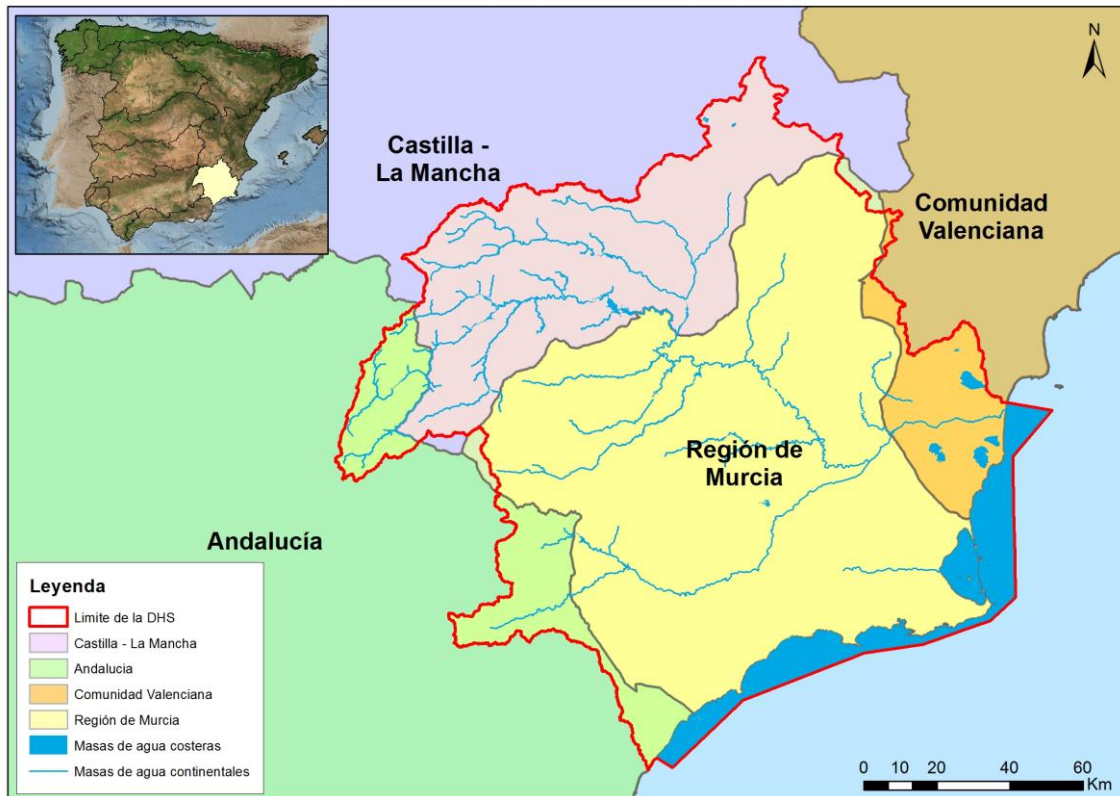 N
Castilla -
La Mancha
Comunidad
Valenciana
Región de
Murcia
Andalucía
Leyenda
Limite de la DHS
Castilla - La Mancha
Andalucia
Comunidad Valenciana
Región de Murcia
Masas de agua costeras
Masas de agua continentales
0 10 20 40 60
Km